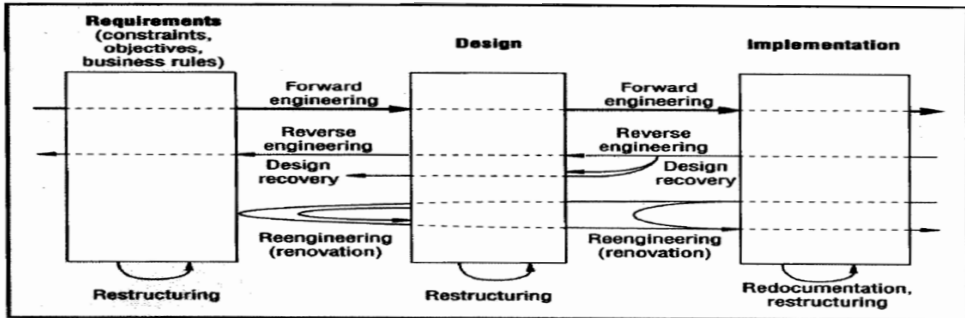 Requirements
(constraints,
objectives,
business rules)
Design
Implementation
Forward
engineering
Forward
engineering
Reverse
engineering
Reverse
engineering
Design
recovery
Design
recovery
Reengineering
(renovation)
Reengineering
(renovation)
Restructuring
Restructuring
Redocumentation,
restructuring